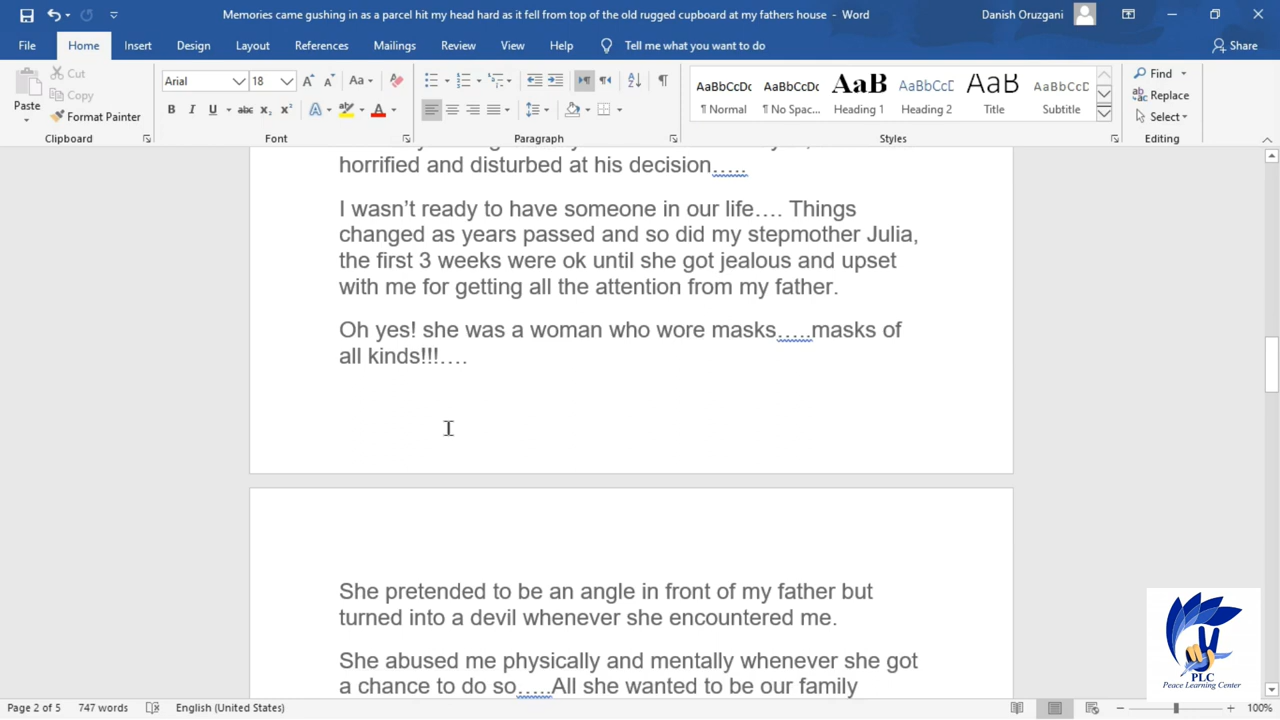 Memories came gushing in as a parcel hit my head hard as it fell from top of the old rugged cupboard at my fathers house - Word
Danish Oruzgani
File Home Insert Design Layout References Mailings Review View Help Tell me what you want to do Share
Paste
Cut
Copy
Format Painter
Clipboard
Arial 18
Font
Paragraph
AaBbCcDc AaBbCcDc AaB AaBbCcD AaB AaBbCcD
¶ Normal ¶ No Spac... Heading 1 Heading 2 Title Subtitle
Styles
Find
Replace
Select
Editing
horrified and disturbed at his decision…..
I wasn’t ready to have someone in our life…. Things
changed as years passed and so did my stepmother Julia,
the first 3 weeks were ok until she got jealous and upset
with me for getting all the attention from my father.
Oh yes! she was a woman who wore masks…..masks of
all kinds!!!….
She pretended to be an angle in front of my father but
turned into a devil whenever she encountered me.
She abused me physically and mentally whenever she got
a chance to do so…..All she wanted to be our family
PLC
Peace Learning Center
Page 2 of 5 747 words English (United States) 100%